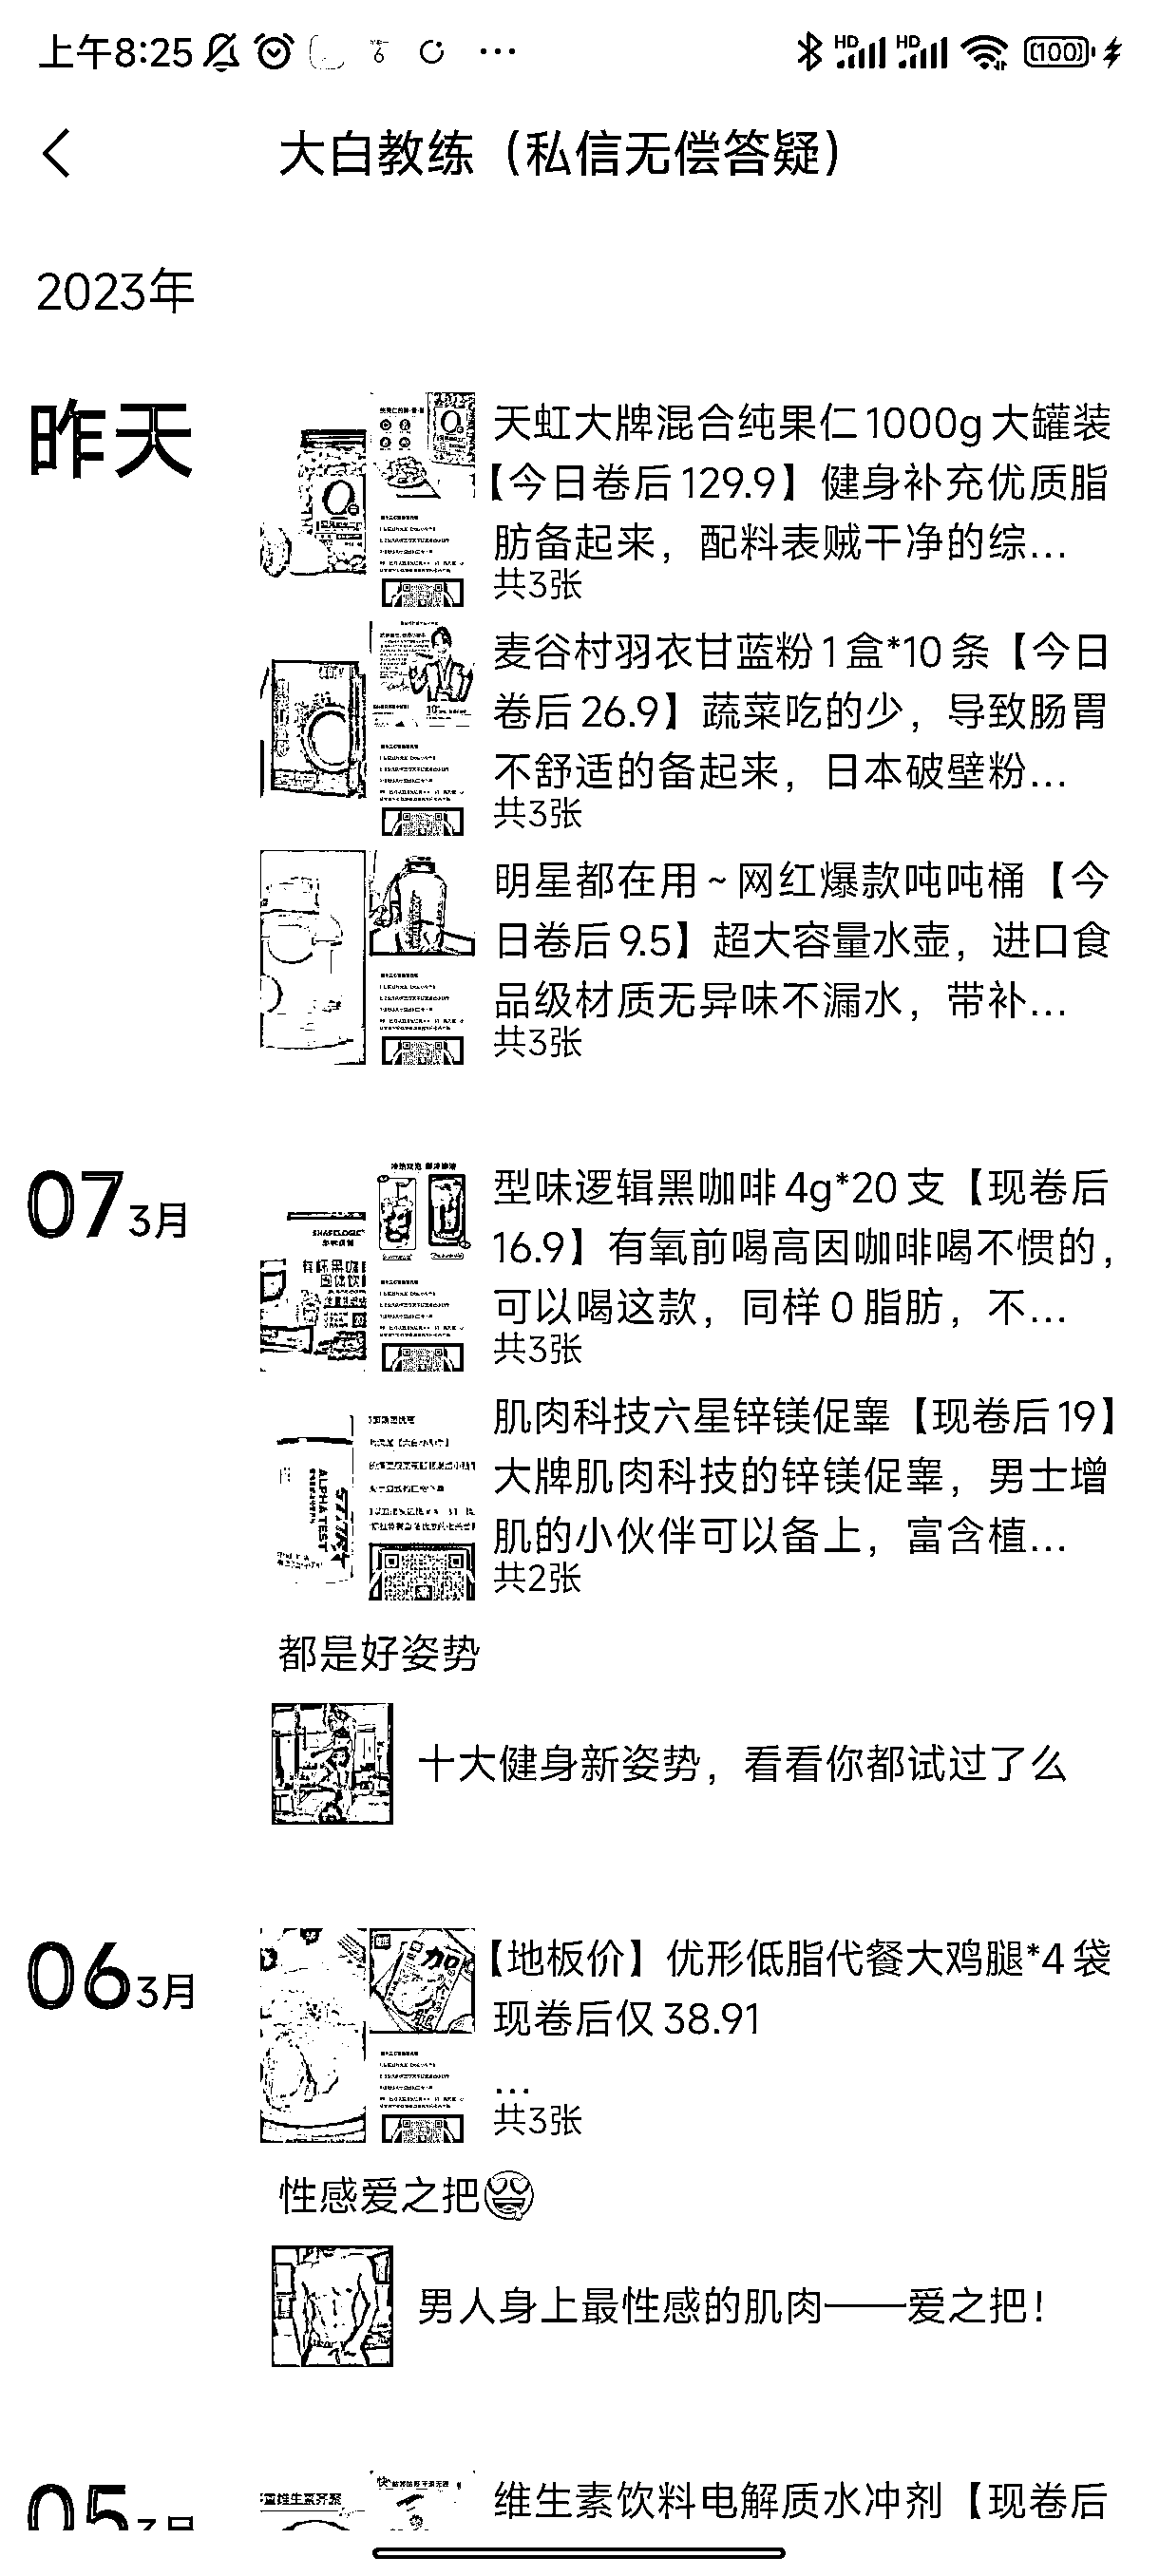 上午8:25
大白教练（私信无偿答疑）
2023年
昨天
天虹大牌混合纯果仁1000g大罐装
【今日卷后129.9】健身补充优质脂
肪备起来，配料表贼干净的综...
共3张
麦谷村羽衣甘蓝粉1盒*10条【今日
卷后26.9】蔬菜吃的少，导致肠胃
不舒适的备起来，日本破壁粉...
共3张
明星都在用~网红爆款吨吨桶【今
日卷后9.5】超大容量水壶，进口食
品级材质无异味不漏水，带补...
共3张
07 3月
型味逻辑黑咖啡4g*20支【现卷后
16.9】有氧前喝高因咖啡喝不惯的，
可以喝这款，同样0脂肪，不...
共3张
肌肉科技六星锌镁促睾【现卷后19】
大牌肌肉科技的锌镁促睾，男士增
肌的小伙伴可以备上，富含植...
共2张
都是好姿势
十大健身新姿势，看看你都试过了么
06 3月
【地板价】优形低脂代餐大鸡腿*4袋
现卷后仅38.91
...
共3张
性感爱之把
男人身上最性感的肌肉——爱之把！
05 3月
维生素饮料电解质水冲剂【现卷后